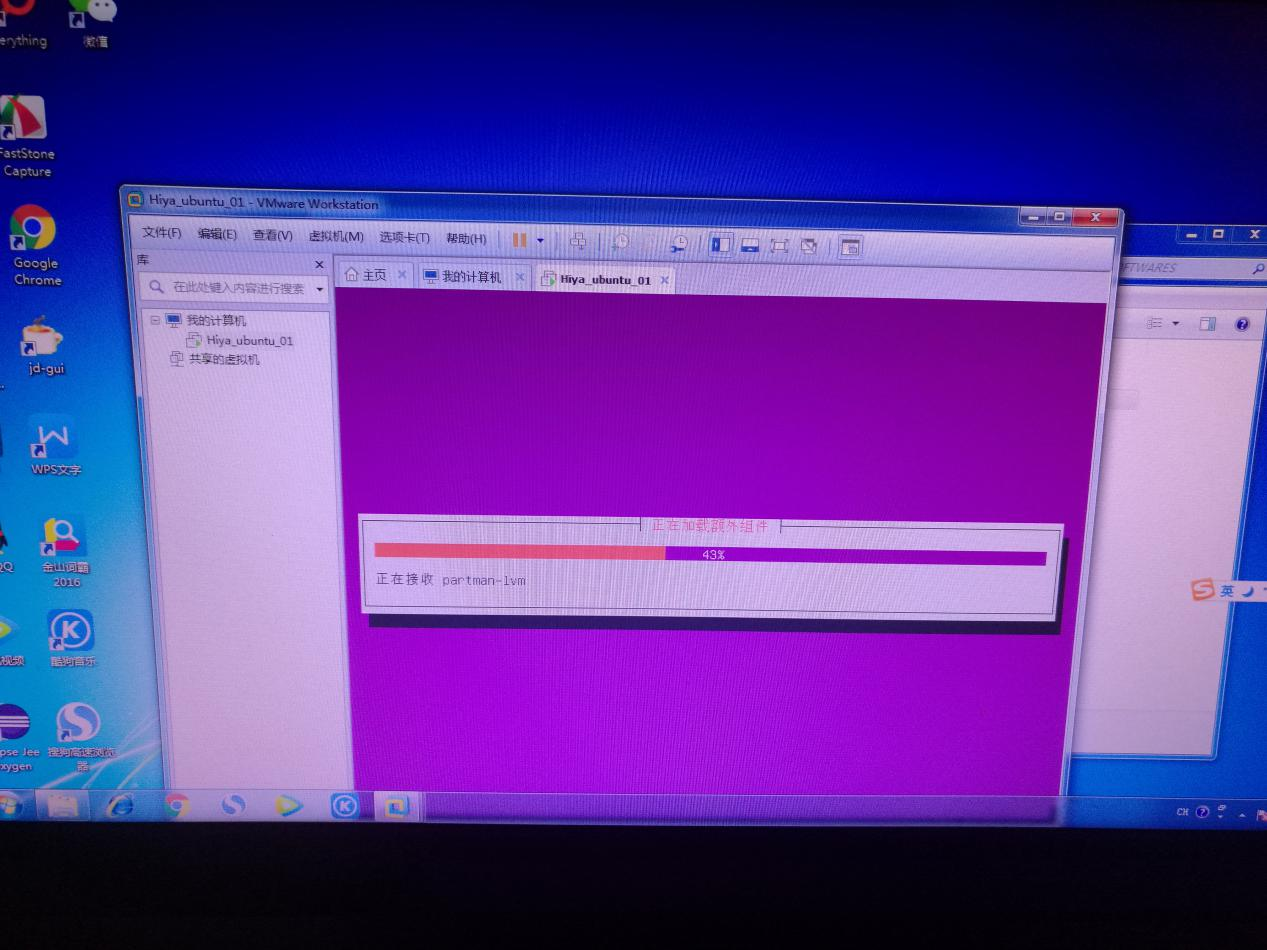 erything
微信
FastStone
Capture
Google
Chrome
jd-gui
WPS文字
金山词霸
2016
视频
酷狗音乐
pse Jee
xygen
搜狗高速浏览
器
Hiya_ubuntu_01 - VMware Workstation
文件(F) 编辑(E) 查看(V) 虚拟机(M) 选项卡(T) 帮助(H)
库
在此处键入内容进行搜索
我的计算机
Hiya_ubuntu_01
共享的虚拟机
主页 我的计算机 Hiya_ubuntu_01
正在加载额外组件
43%
正在接收 partman-lvm
FTWARES
英
CH